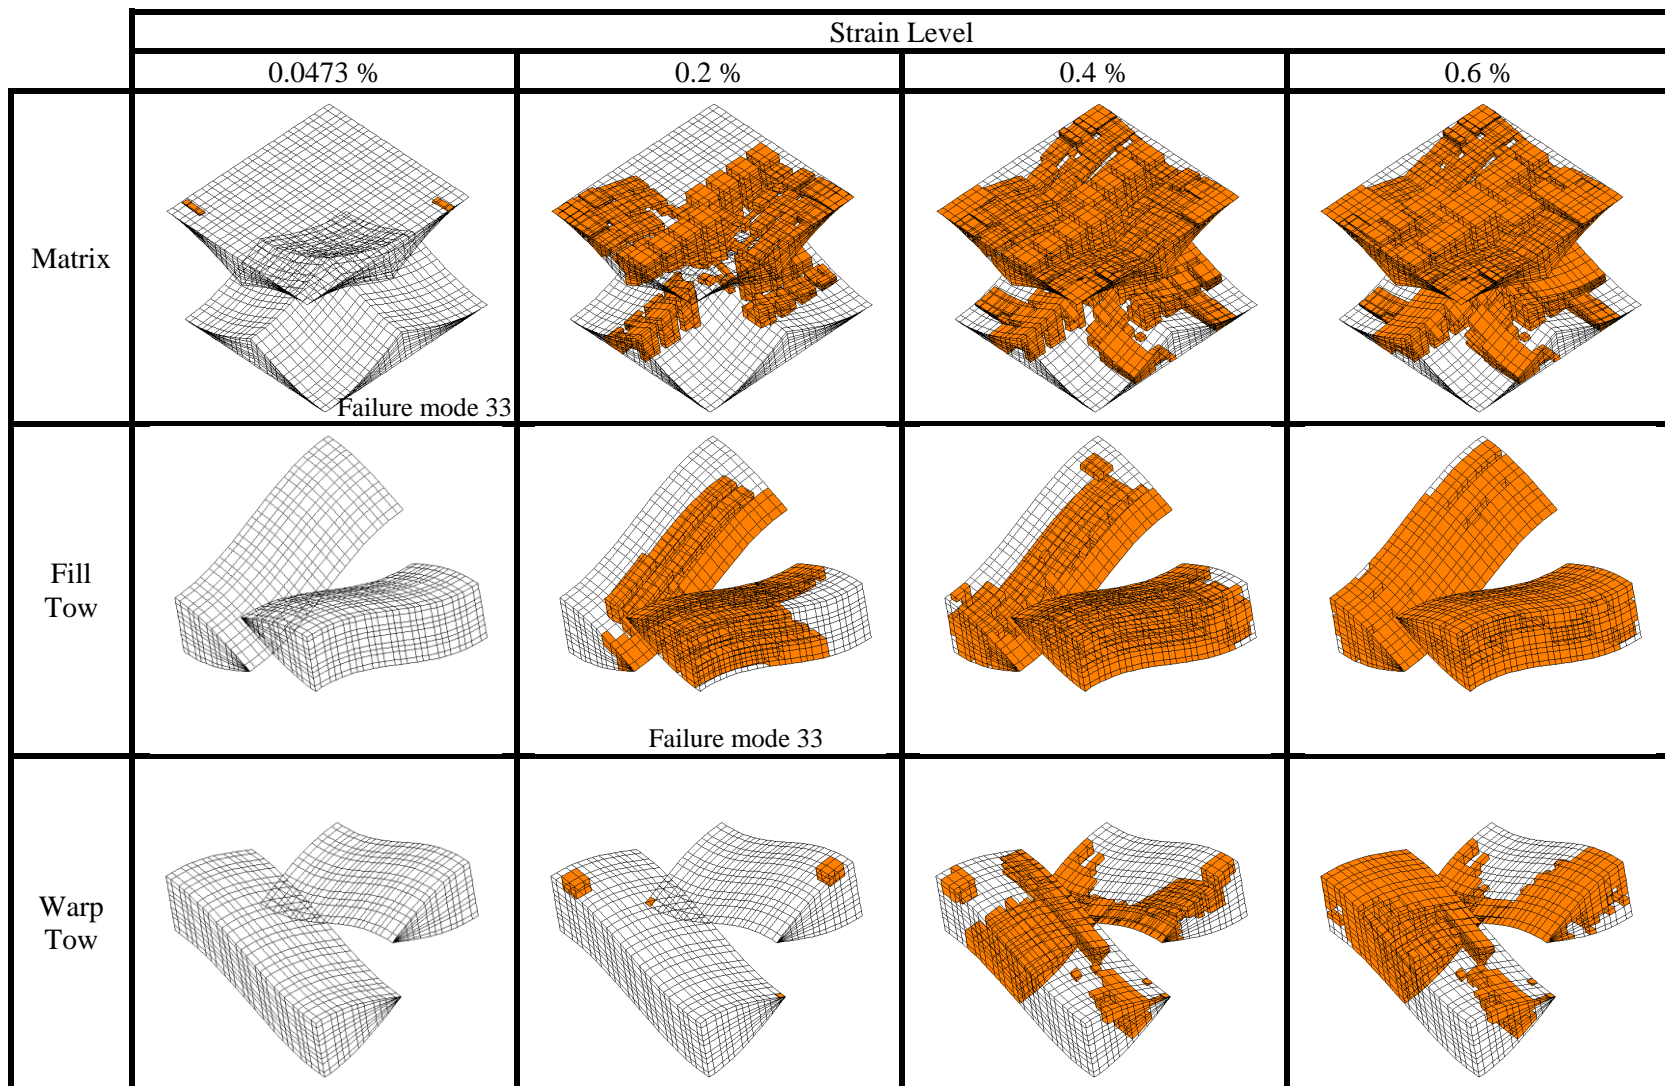 Strain Level
0.0473 %
0.2 %
0.4 %
0.6 %
Matrix
Failure mode 33
Fill
Tow
Failure mode 33
Warp
Tow